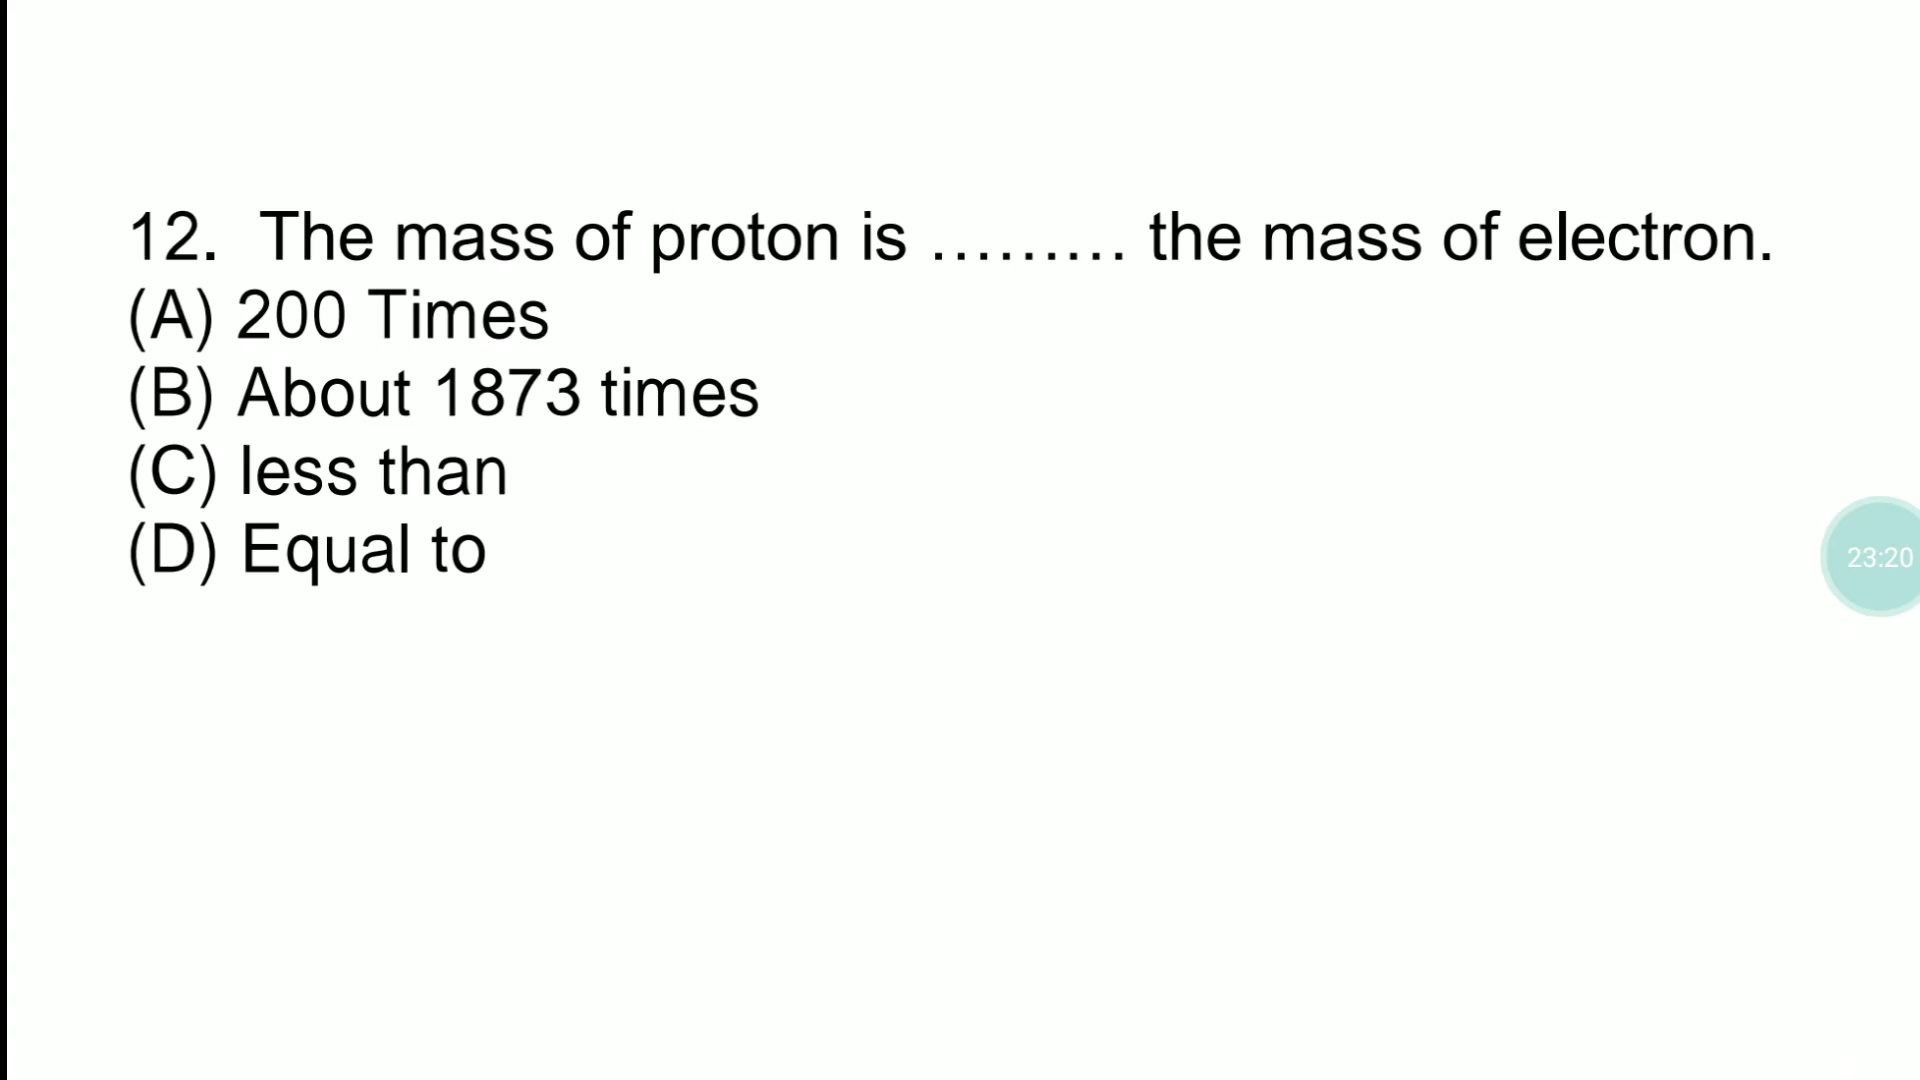 12. The mass of proton is ......... the mass of electron.
(A) 200 Times
(B) About 1873 times
(C) less than
(D) Equal to
23:20